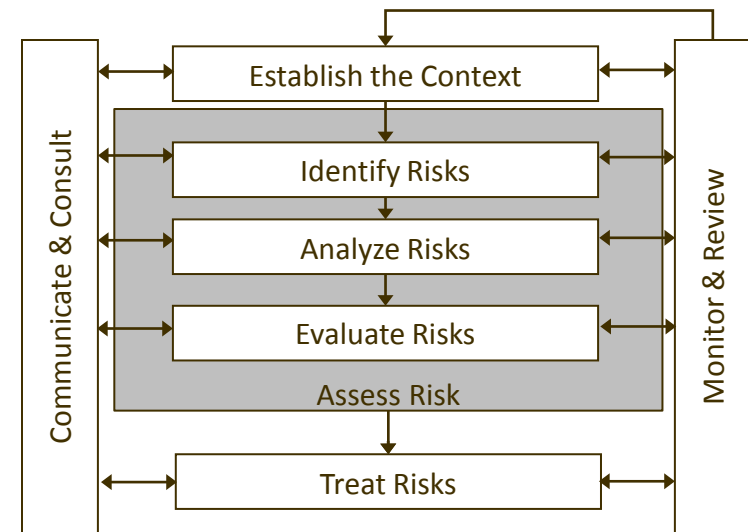 Establish the Context
Communicate & Consult
Identify Risks
Analyze Risks
Evaluate Risks
Assess Risk
Treat Risks
Monitor & Review